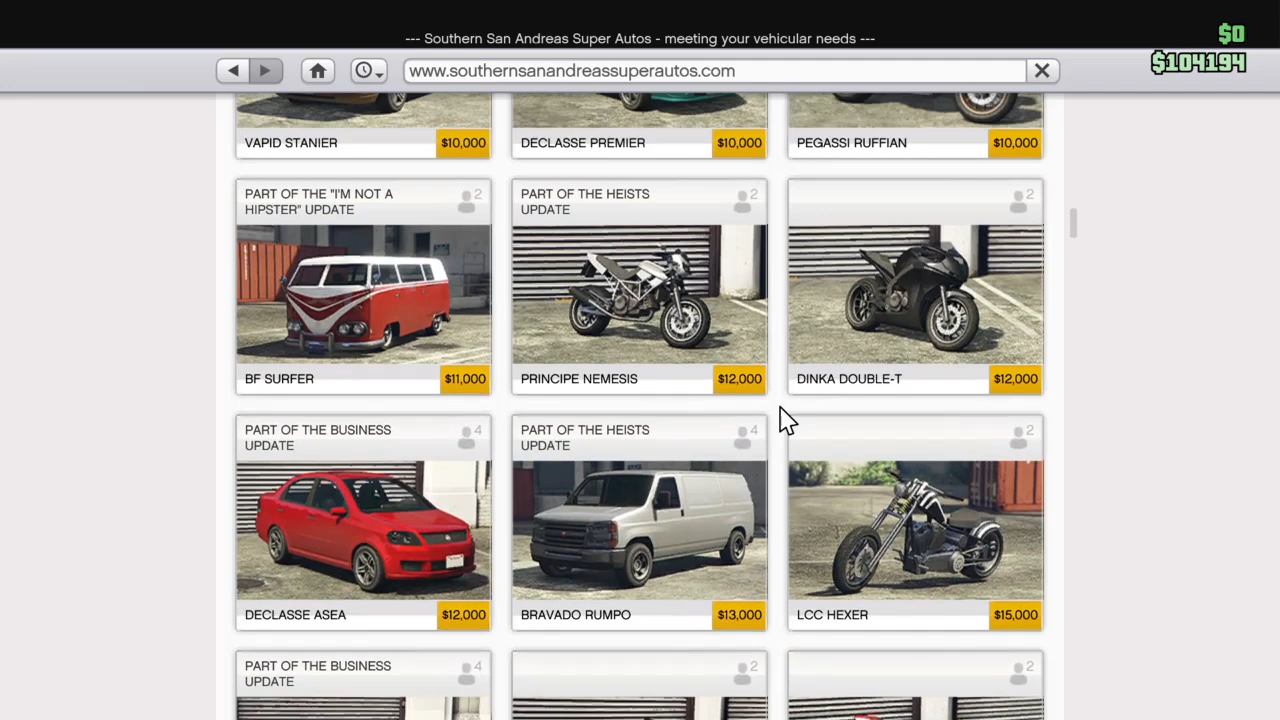 --- Southern San Andreas Super Autos - meeting your vehicular needs ---
$0
$104194
www.southernsanandreassuperautos.com
VAPID STANIER $10,000
DECLASSE PREMIER $10,000
PEGASSI RUFFIAN $10,000
PART OF THE "I'M NOT A
HIPSTER" UPDATE
2
BF SURFER $11,000
PART OF THE HEISTS
UPDATE
2
PRINCIPE NEMESIS $12,000
2
DINKA DOUBLE-T $12,000
PART OF THE BUSINESS
UPDATE
4
DECLASSE ASEA $12,000
PART OF THE HEISTS
UPDATE
4
BRAVADO RUMPO $13,000
2
LCC HEXER $15,000
PART OF THE BUSINESS
UPDATE
4
2
2